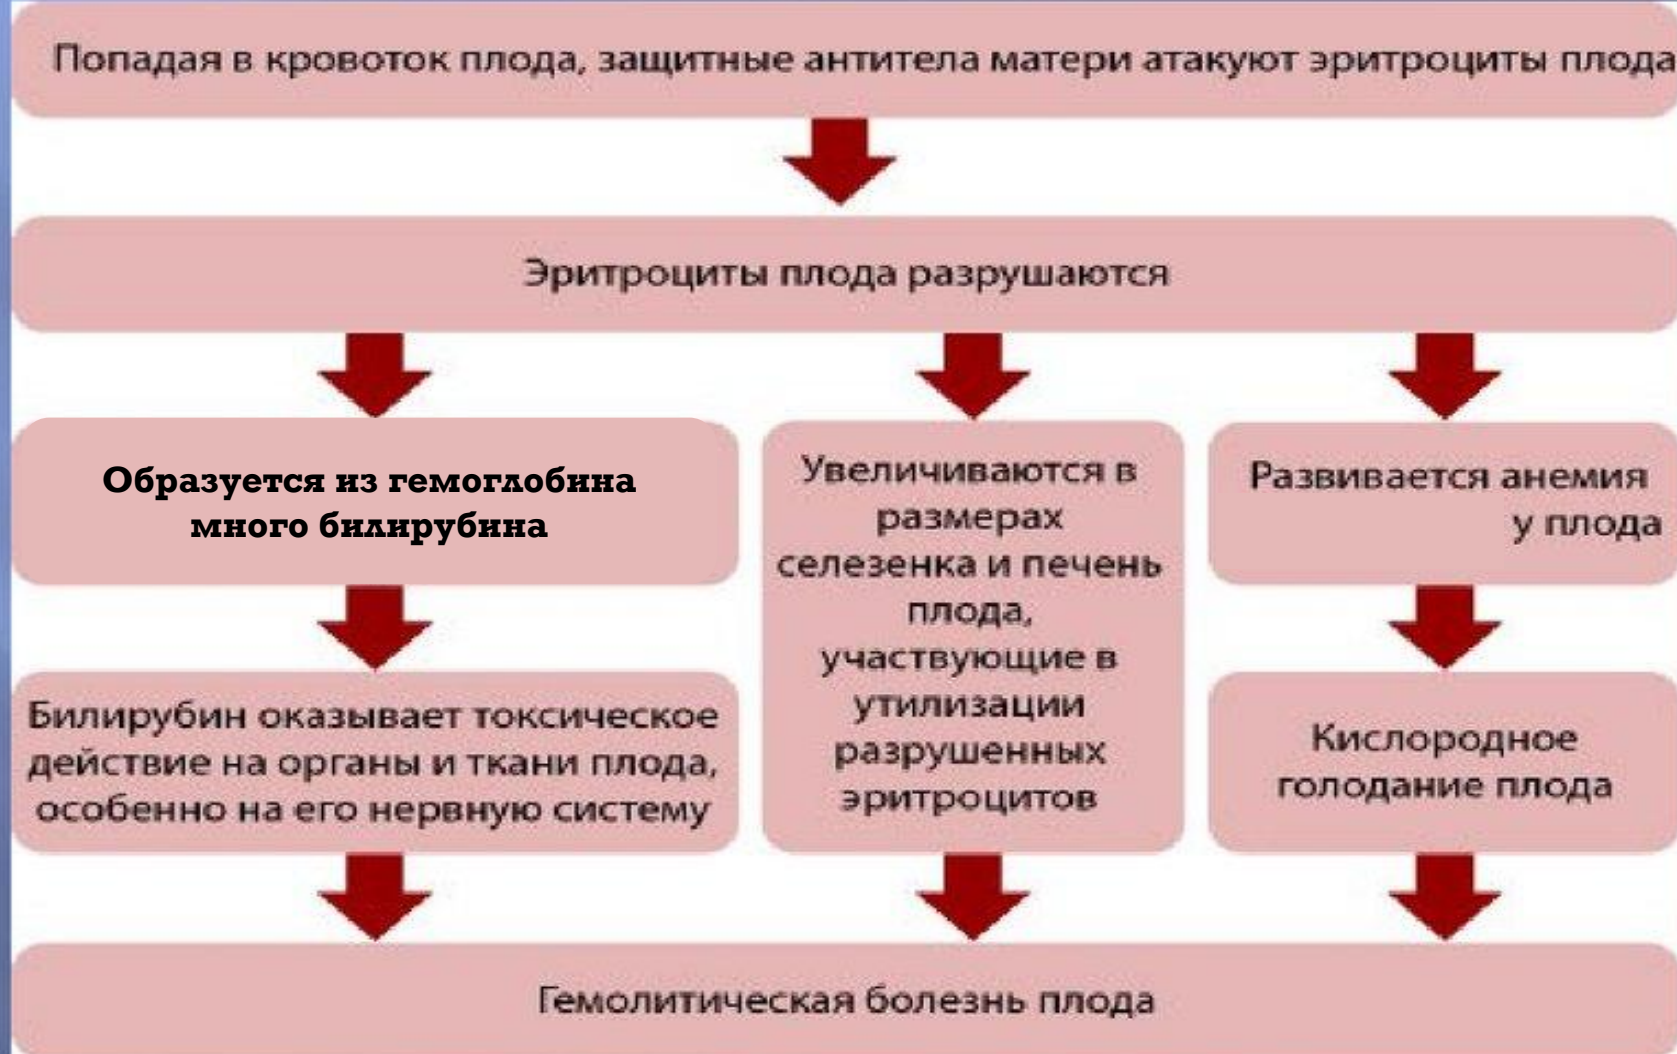 Попадая в кровоток плода, защитные антитела матери атакуют эритроциты плода
Эритроциты плода разрушаются
Образуется из гемоглобина
много билирубина
Увеличиваются в
размерах
селезенка и печень
плода,
участвующие в
утилизации
разрушенных
эритроцитов
Развивается анемия
у плода
Билирубин оказывает токсическое
действие на органы и ткани плода,
особенно на его нервную систему
Кислородное
голодание плода
Гемолитическая болезнь плода